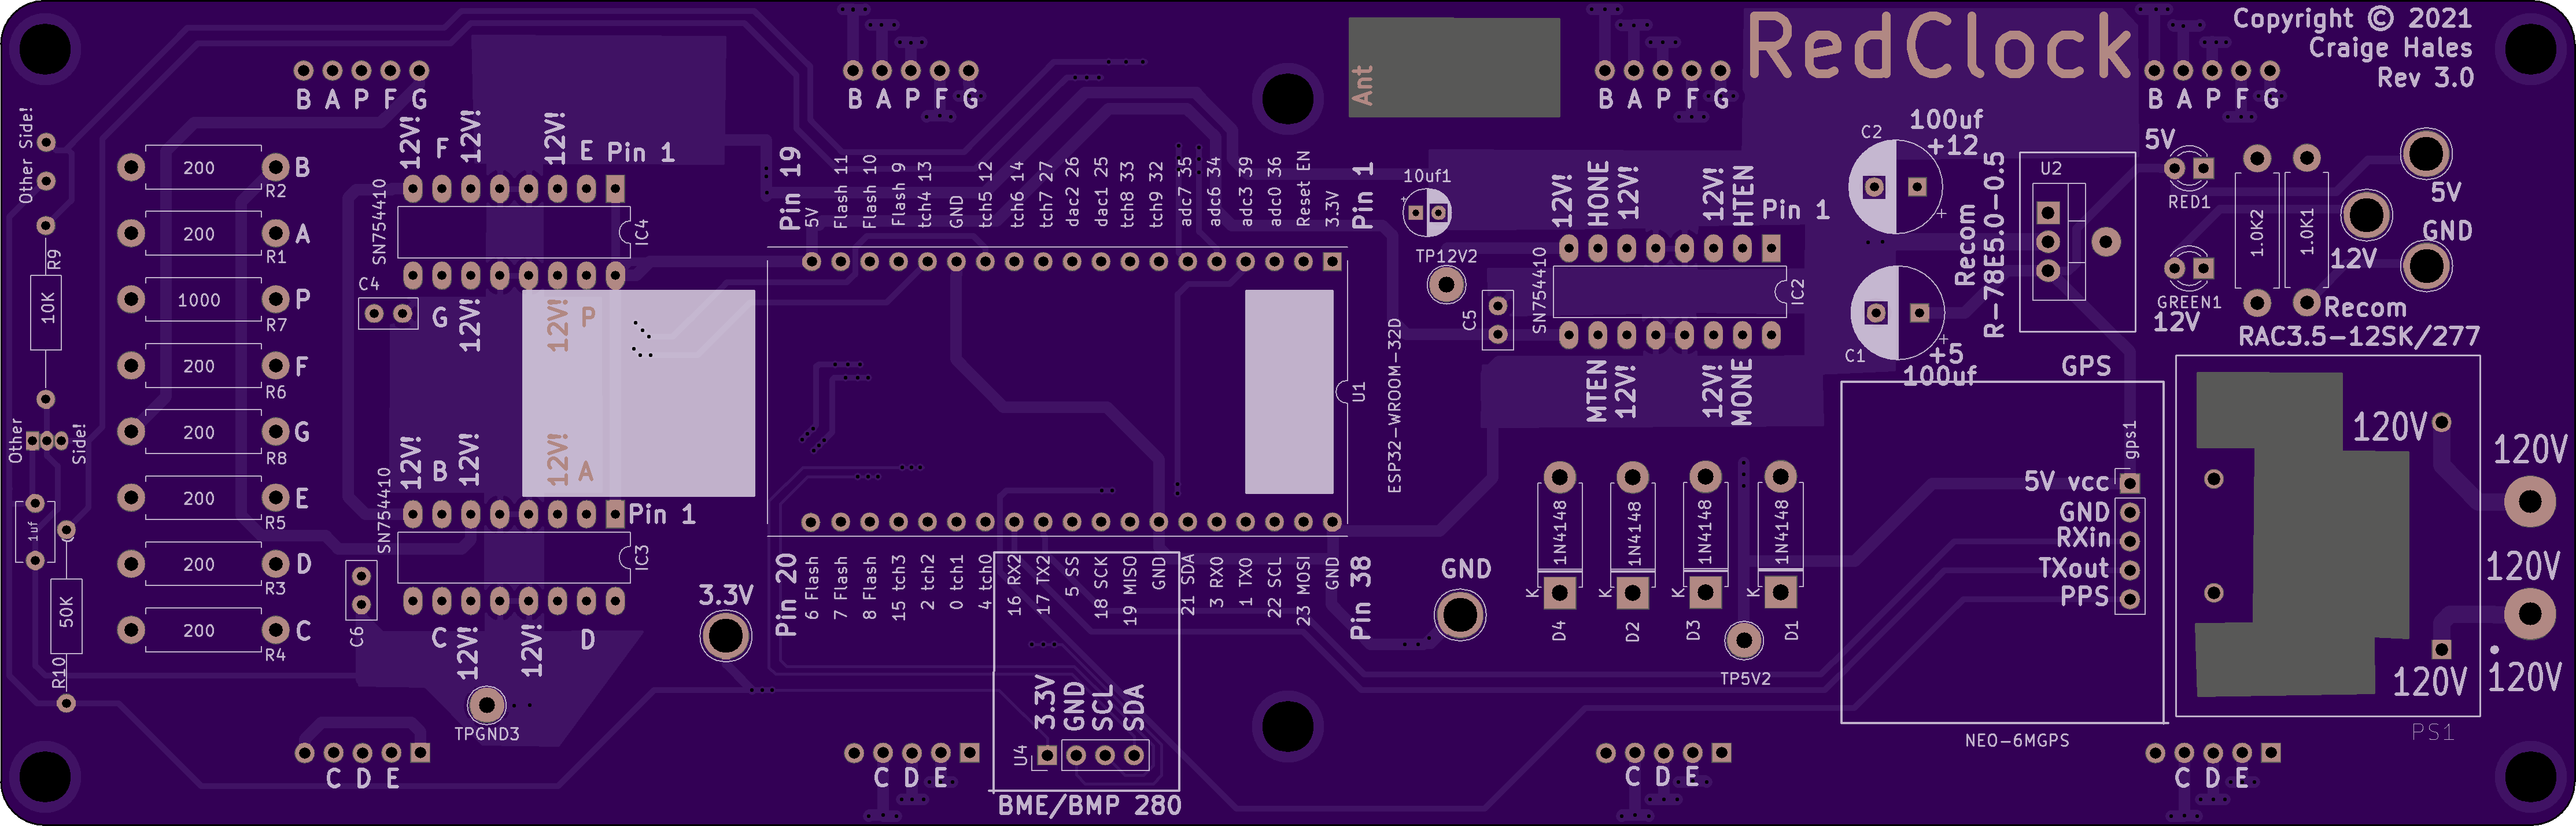 Copyright © 2021
Craige Hales
Rev 3.0
RedClock
Ant
B A P F G
B A P F G
B A P F G
B A P F G
Other Side!
200 B
R2
200 A
R1
1000 P
R7
200 F
R6
200 G
R8
200 E
R5
200 D
R3
200 C
R4
R9
10K
Other
Side!
1uf
50K
R10
12V! F 12V! 12V! E Pin 1
SN754410
IC4
C4
G 12V! 12V! P
12V! B 12V! 12V! A
SN754410
Pin 1
IC3
C6
C 12V! 12V! D
TPGND3
3.3V
Pin 19
5V
Flash 11
Flash 10
Flash 9
tch4 13
GND
tch5 12
tch6 14
tch7 27
dac2 26
dac1 25
tch8 33
tch9 32
adc7 35
adc6 34
adc3 39
adc0 36
Reset EN
3.3V
Pin 1
U1
ESP32-WROOM-32D
Pin 20
6 Flash
7 Flash
8 Flash
15 tch3
2 tch2
0 tch1
4 tch0
16 RX2
17 TX2
5 SS
18 SCK
19 MISO
GND
21 SDA
3 RX0
1 TX0
22 SCL
23 MOSI
GND
Pin 38
3.3V
GND
SCL
SDA
U4
BME/BMP 280
10uf1
+
TP12V2
C5
12V!
HONE
12V!
12V!
HTEN
Pin 1
SN754410
IC2
MTEN
12V!
12V!
MONE
GND
1N4148
1N4148
1N4148
1N4148
K K K K
D4
D2
D3
D1
TP5V2
C2
100uf
+12
+
C1
+
+5
100uf
Recom
R-78E5.0-0.5
U2
5V
RED1
GREEN1
12V
1.0K2
1.0K1
5V
GND
12V
Recom
RAC3.5-12SK/277
GPS
gps1
5V vcc
GND
RXin
TXout
PPS
NEO-6MGPS
120V
120V
120V
120V
120V
PS1
C D E
C D E
C D E
C D E